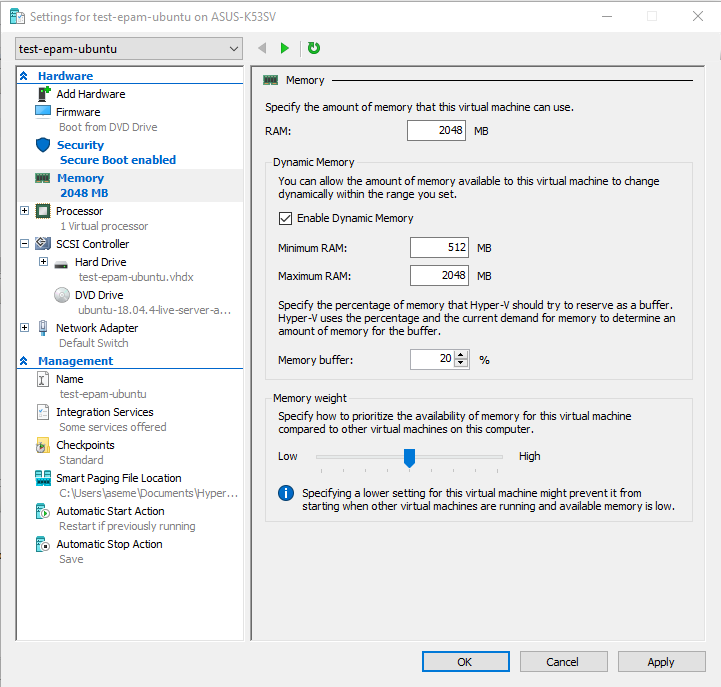 Settings for test-epam-ubuntu on ASUS-K53SV
test-epam-ubuntu
Hardware
Add Hardware
Firmware
Boot from DVD Drive
Security
Secure Boot enabled
Memory
2048 MB
Processor
1 Virtual processor
SCSI Controller
Hard Drive
test-epam-ubuntu.vhdx
DVD Drive
ubuntu-18.04.4-live-server-a...
Network Adapter
Default Switch
Management
Name
test-epam-ubuntu
Integration Services
Some services offered
Checkpoints
Standard
Smart Paging File Location
C:\Users\aseme\Documents\Hyper...
Automatic Start Action
Restart if previously running
Automatic Stop Action
Save
Memory
Specify the amount of memory that this virtual machine can use.
RAM: 2048 MB
Dynamic Memory
You can allow the amount of memory available to this virtual machine to change
dynamically within the range you set.
Enable Dynamic Memory
Minimum RAM: 512 MB
Maximum RAM: 2048 MB
Specify the percentage of memory that Hyper-V should try to reserve as a buffer.
Hyper-V uses the percentage and the current demand for memory to determine an
amount of memory for the buffer.
Memory buffer: 20 %
Memory weight
Specify how to prioritize the availability of memory for this virtual machine
compared to other virtual machines on this computer.
Low High
Specifying a lower setting for this virtual machine might prevent it from
starting when other virtual machines are running and available memory is low.
OK Cancel Apply